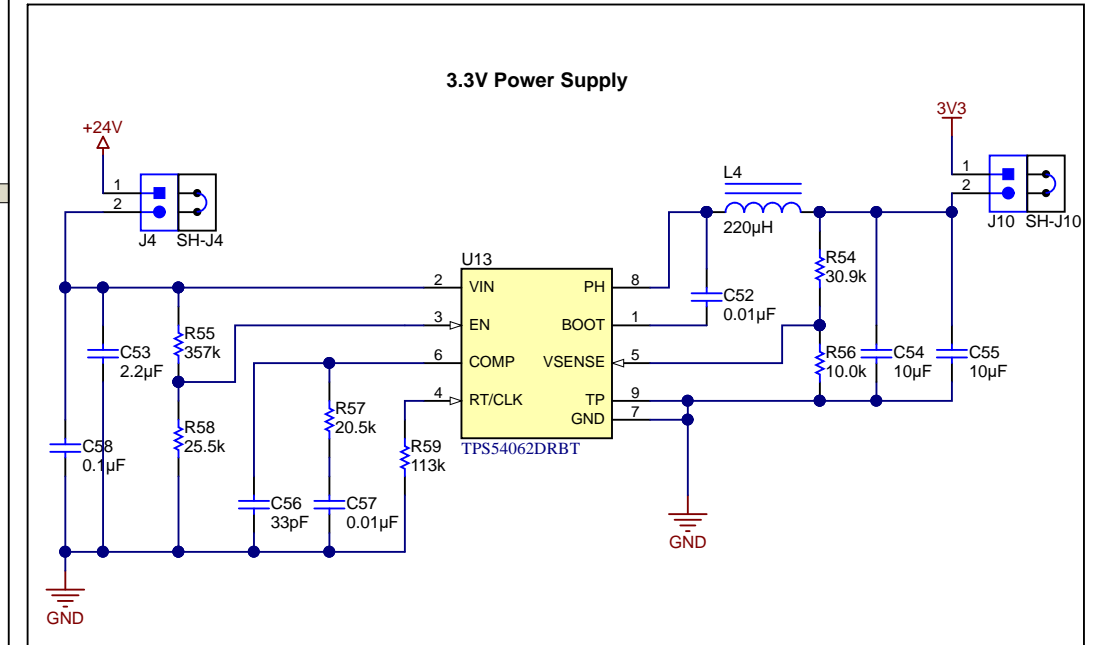 3.3V Power Supply
+24V
1
2
J4
SH-J4
3V3
1
2
J10
SH-J10
L4
220µH
U13
2
VIN
PH
8
3
EN
BOOT
1
6
COMP
VSENSE
5
4
RT/CLK
TP
9
GND
7
TPS54062DRBT
R54
30.9k
C52
0.01µF
R55
357k
C53
2.2µF
R56
10.0k
C54
10µF
C55
10µF
R57
20.5k
R58
25.5k
C58
0.1µF
R59
113k
C56
33pF
C57
0.01µF
GND
GND